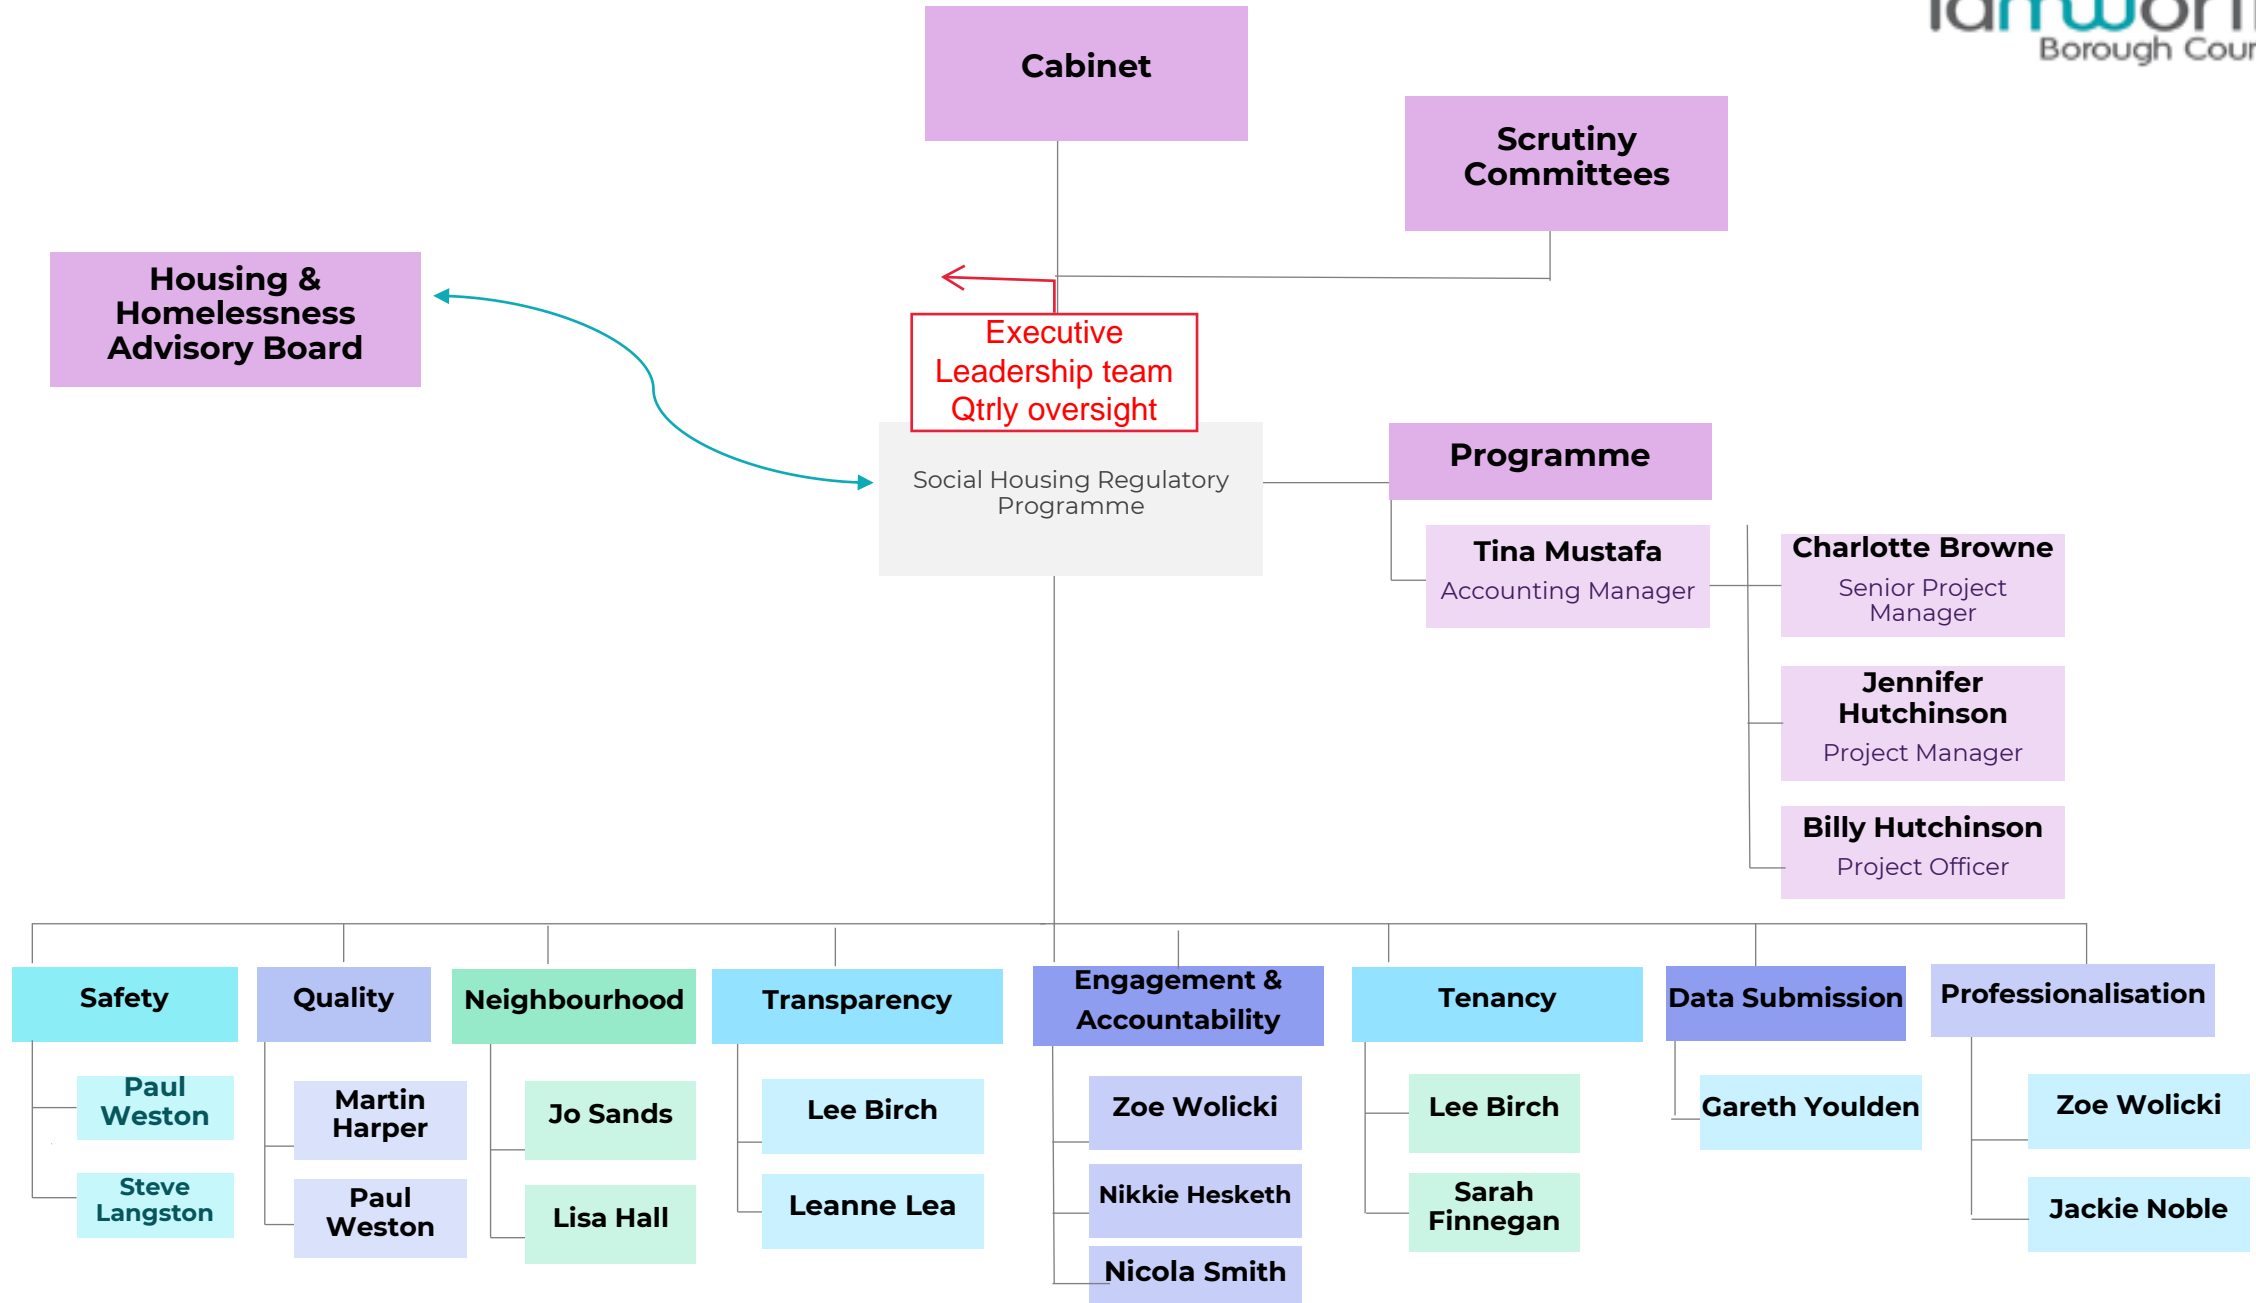 Borough
Cabinet
Scrutiny
Committees
Housing &
Homelessness
Advisory Board
Executive
Leadership team
Qtrly oversight
Social Housing Regulatory
Programme
Programme
Tina Mustafa
Accounting Manager
Charlotte Browne
Senior Project
Manager
Jennifer
Hutchinson
Project Manager
Billy Hutchinson
Project Officer
Safety
Paul
Weston
Steve
Langston
Quality
Martin
Harper
Paul
Weston
Neighbourhood
Jo Sands
Lisa Hall
Transparency
Lee Birch
Leanne Lea
Engagement &
Accountability
Zoe Wolicki
Nikkie Hesketh
Nicola Smith
Tenancy
Lee Birch
Sarah
Finnegan
Data Submission
Gareth Youlden
Professionalisation
Zoe Wolicki
Jackie Noble